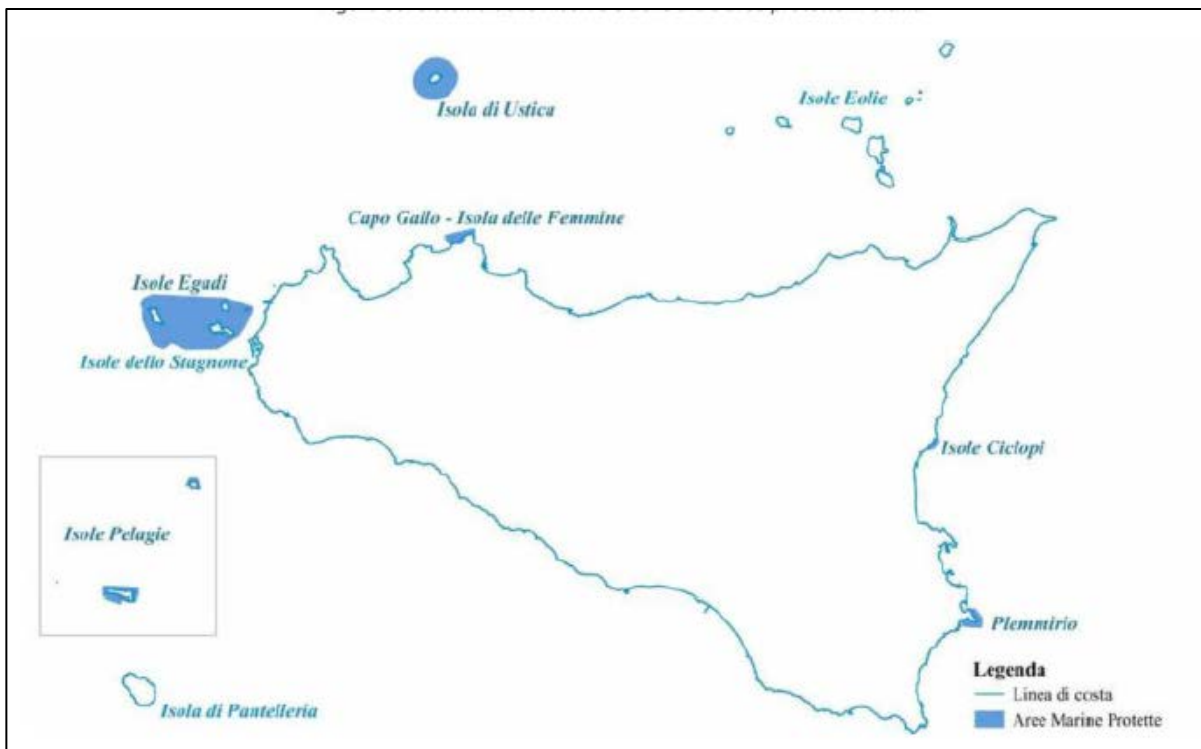 Isola di Ustica
Isole Eolie
Capo Gallo - Isola delle Femmine
Isole Egadi
Isole dello Stagnone
Isole Ciclopi
Isole Pelagie
Plemmirio
Isola di Pantelleria
Legenda
Linea di costa
Aree Marine Protette